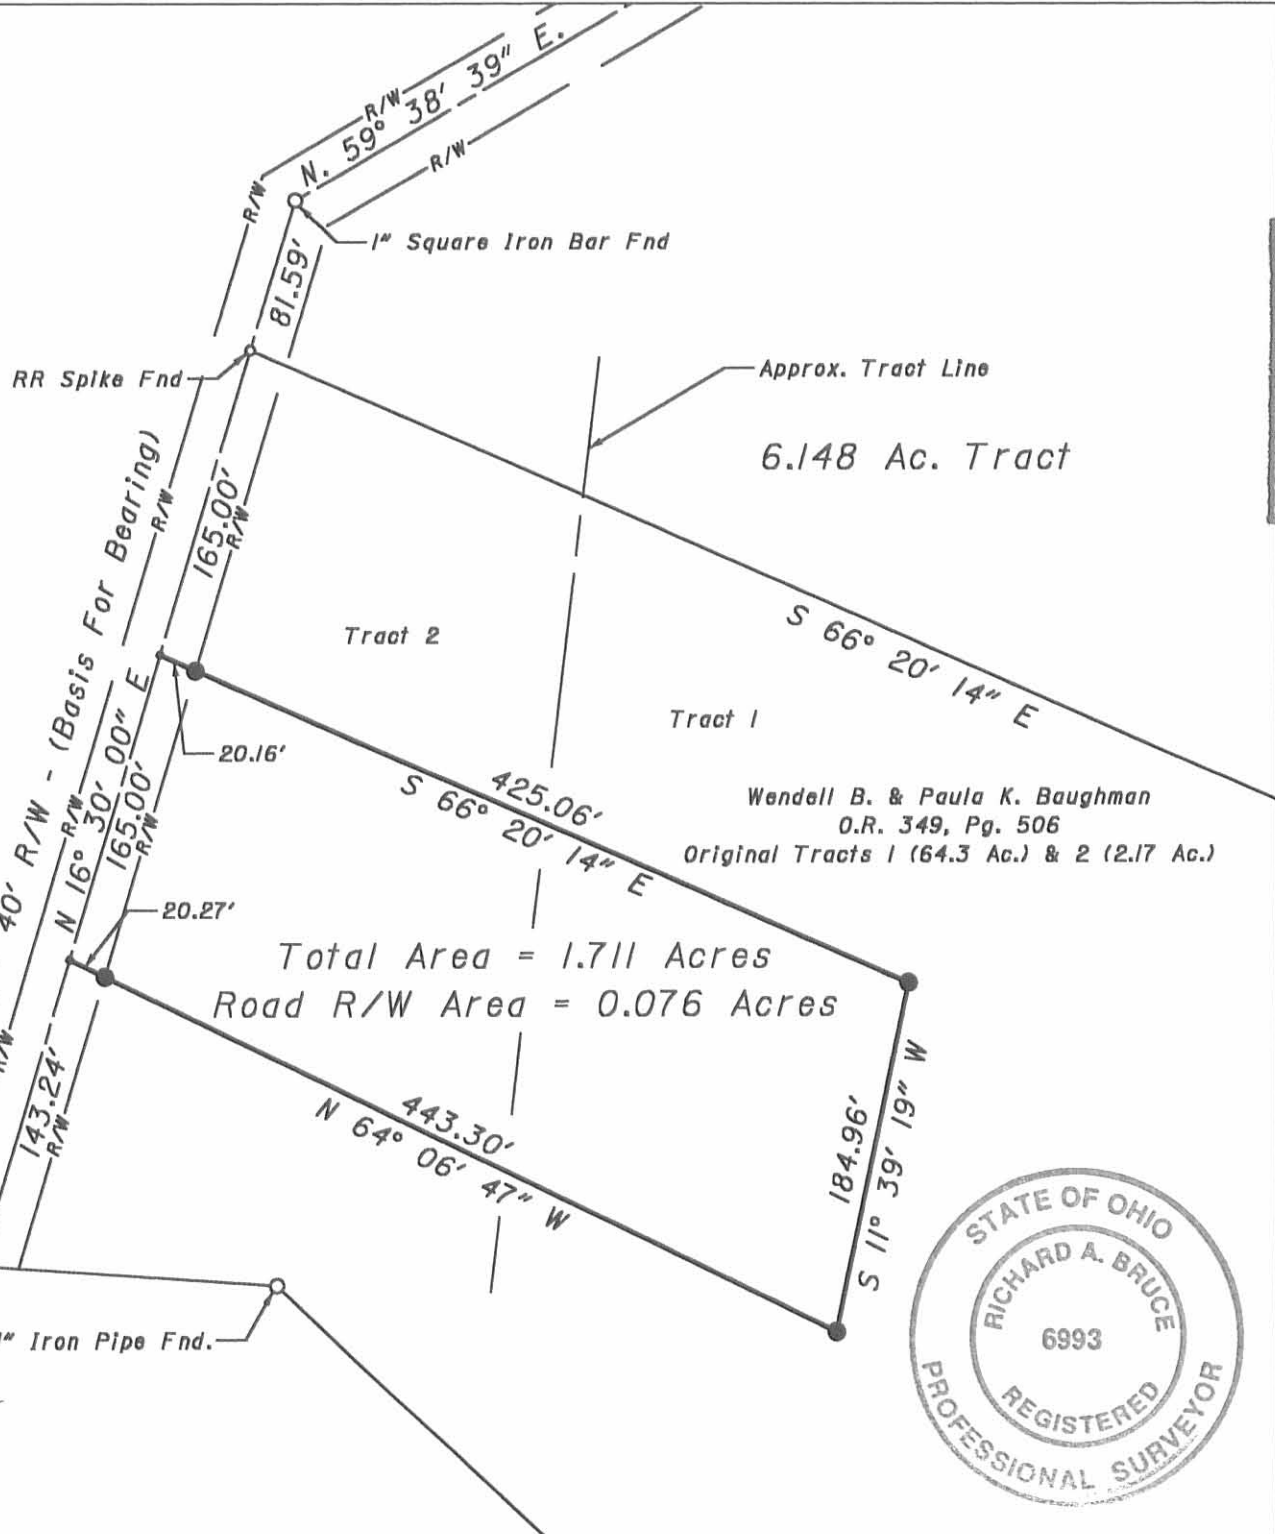 N. 59° 38' 39" E.
R/W
R/W
R/W
1" Square Iron Bar Fnd
81.59'
RR Spike Fnd
Approx. Tract Line
6.148 Ac. Tract
165.00'
R/W
R/W
40' R/W - (Basis For Bearing)
S 66° 20' 14" E
Tract 2
Tract 1
20.16'
N 16° 30' 00" E
165.00'
R/W
R/W
425.06'
S 66° 20' 14" E
Wendell B. & Paula K. Baughman
O.R. 349, Pg. 506
Original Tracts 1 (64.3 Ac.) & 2 (2.17 Ac.)
20.27'
Total Area = 1.711 Acres
Road R/W Area = 0.076 Acres
R/W
143.24'
R/W
443.30'
N 64° 06' 47" W
184.96'
S 11° 39' 19" W
" Iron Pipe Fnd.
STATE OF OHIO
RICHARD A. BRUCE
6993
REGISTERED
PROFESSIONAL SURVEYOR